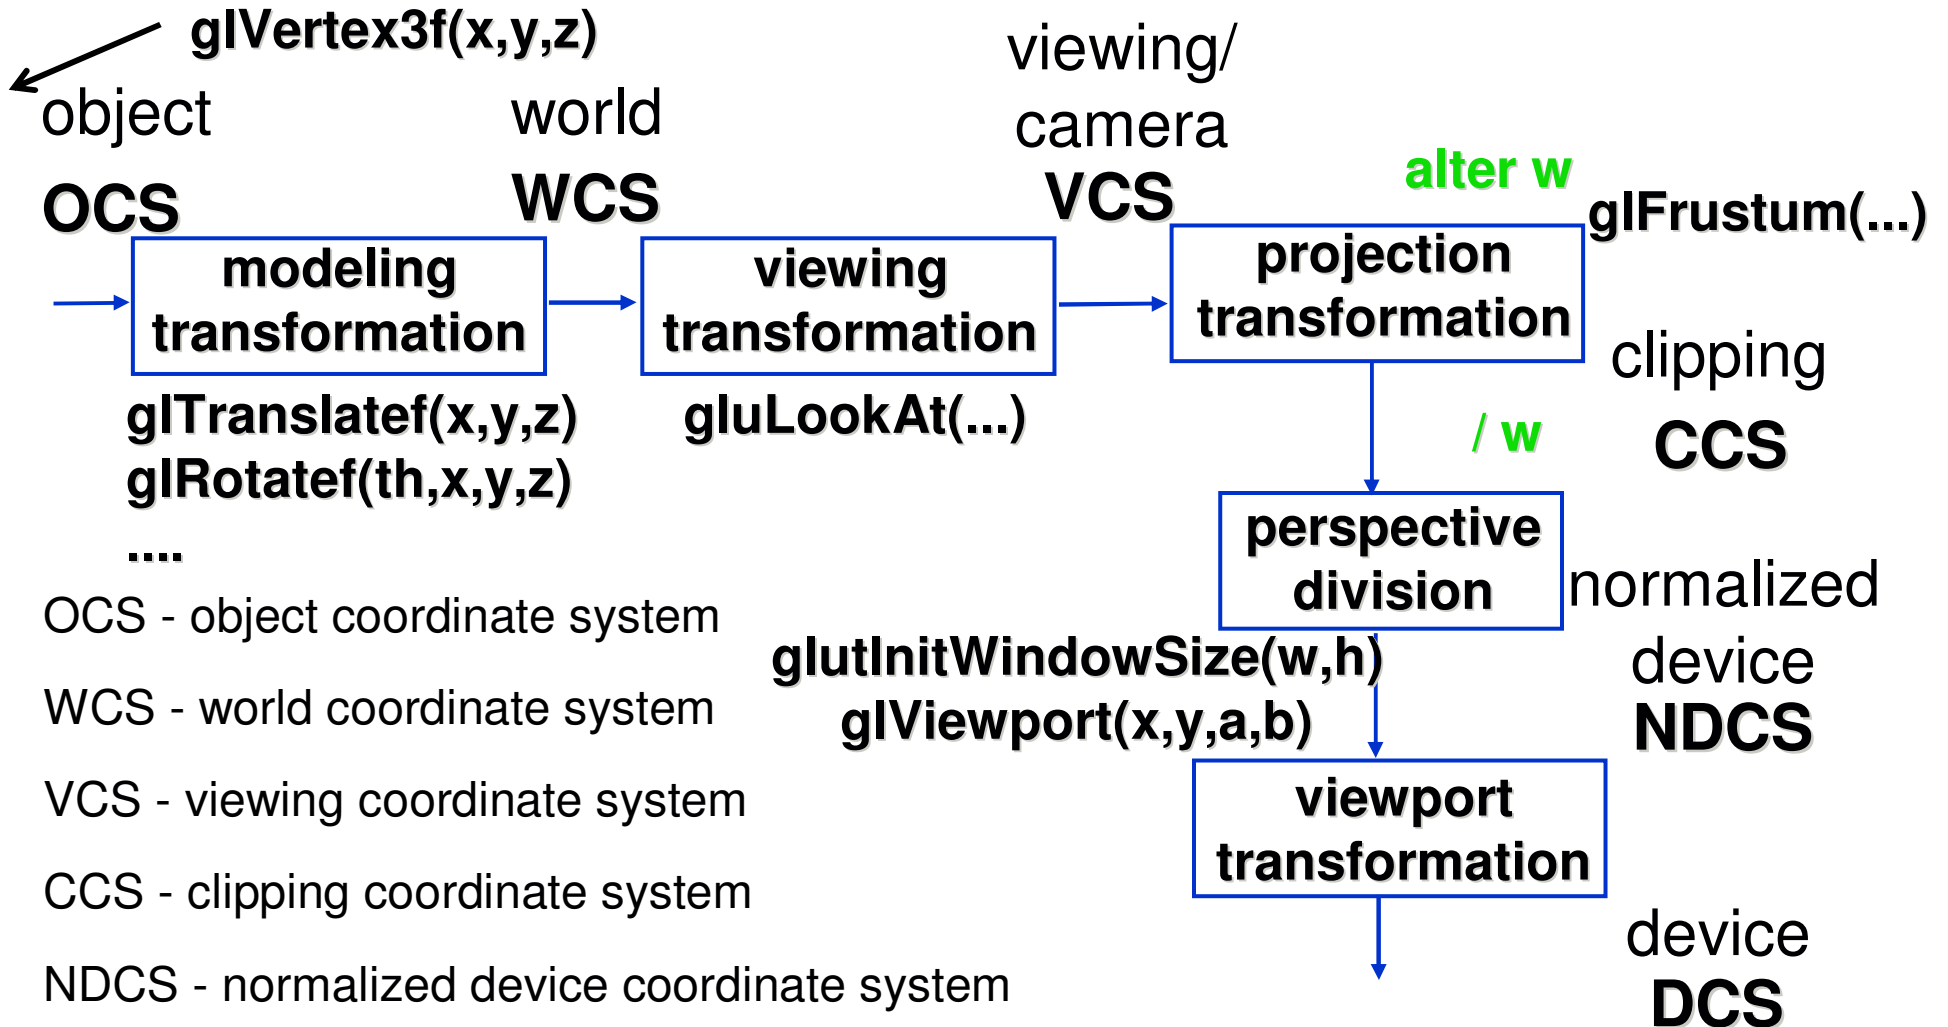 glVertex3f(x,y,z)
object
OCS
world
WCS
viewing/
camera
VCS
alter w
glFrustum(...)
modeling
transformation
viewing
transformation
projection
transformation
glTranslatef(x,y,z)
glRotatef(th,x,y,z)
....
gluLookAt(...)
/ w
clipping
CCS
perspective
division
normalized
device
NDCS
glutInitWindowSize(w,h)
glViewport(x,y,a,b)
viewport
transformation
device
DCS
OCS - object coordinate system
WCS - world coordinate system
VCS - viewing coordinate system
CCS - clipping coordinate system
NDCS - normalized device coordinate system